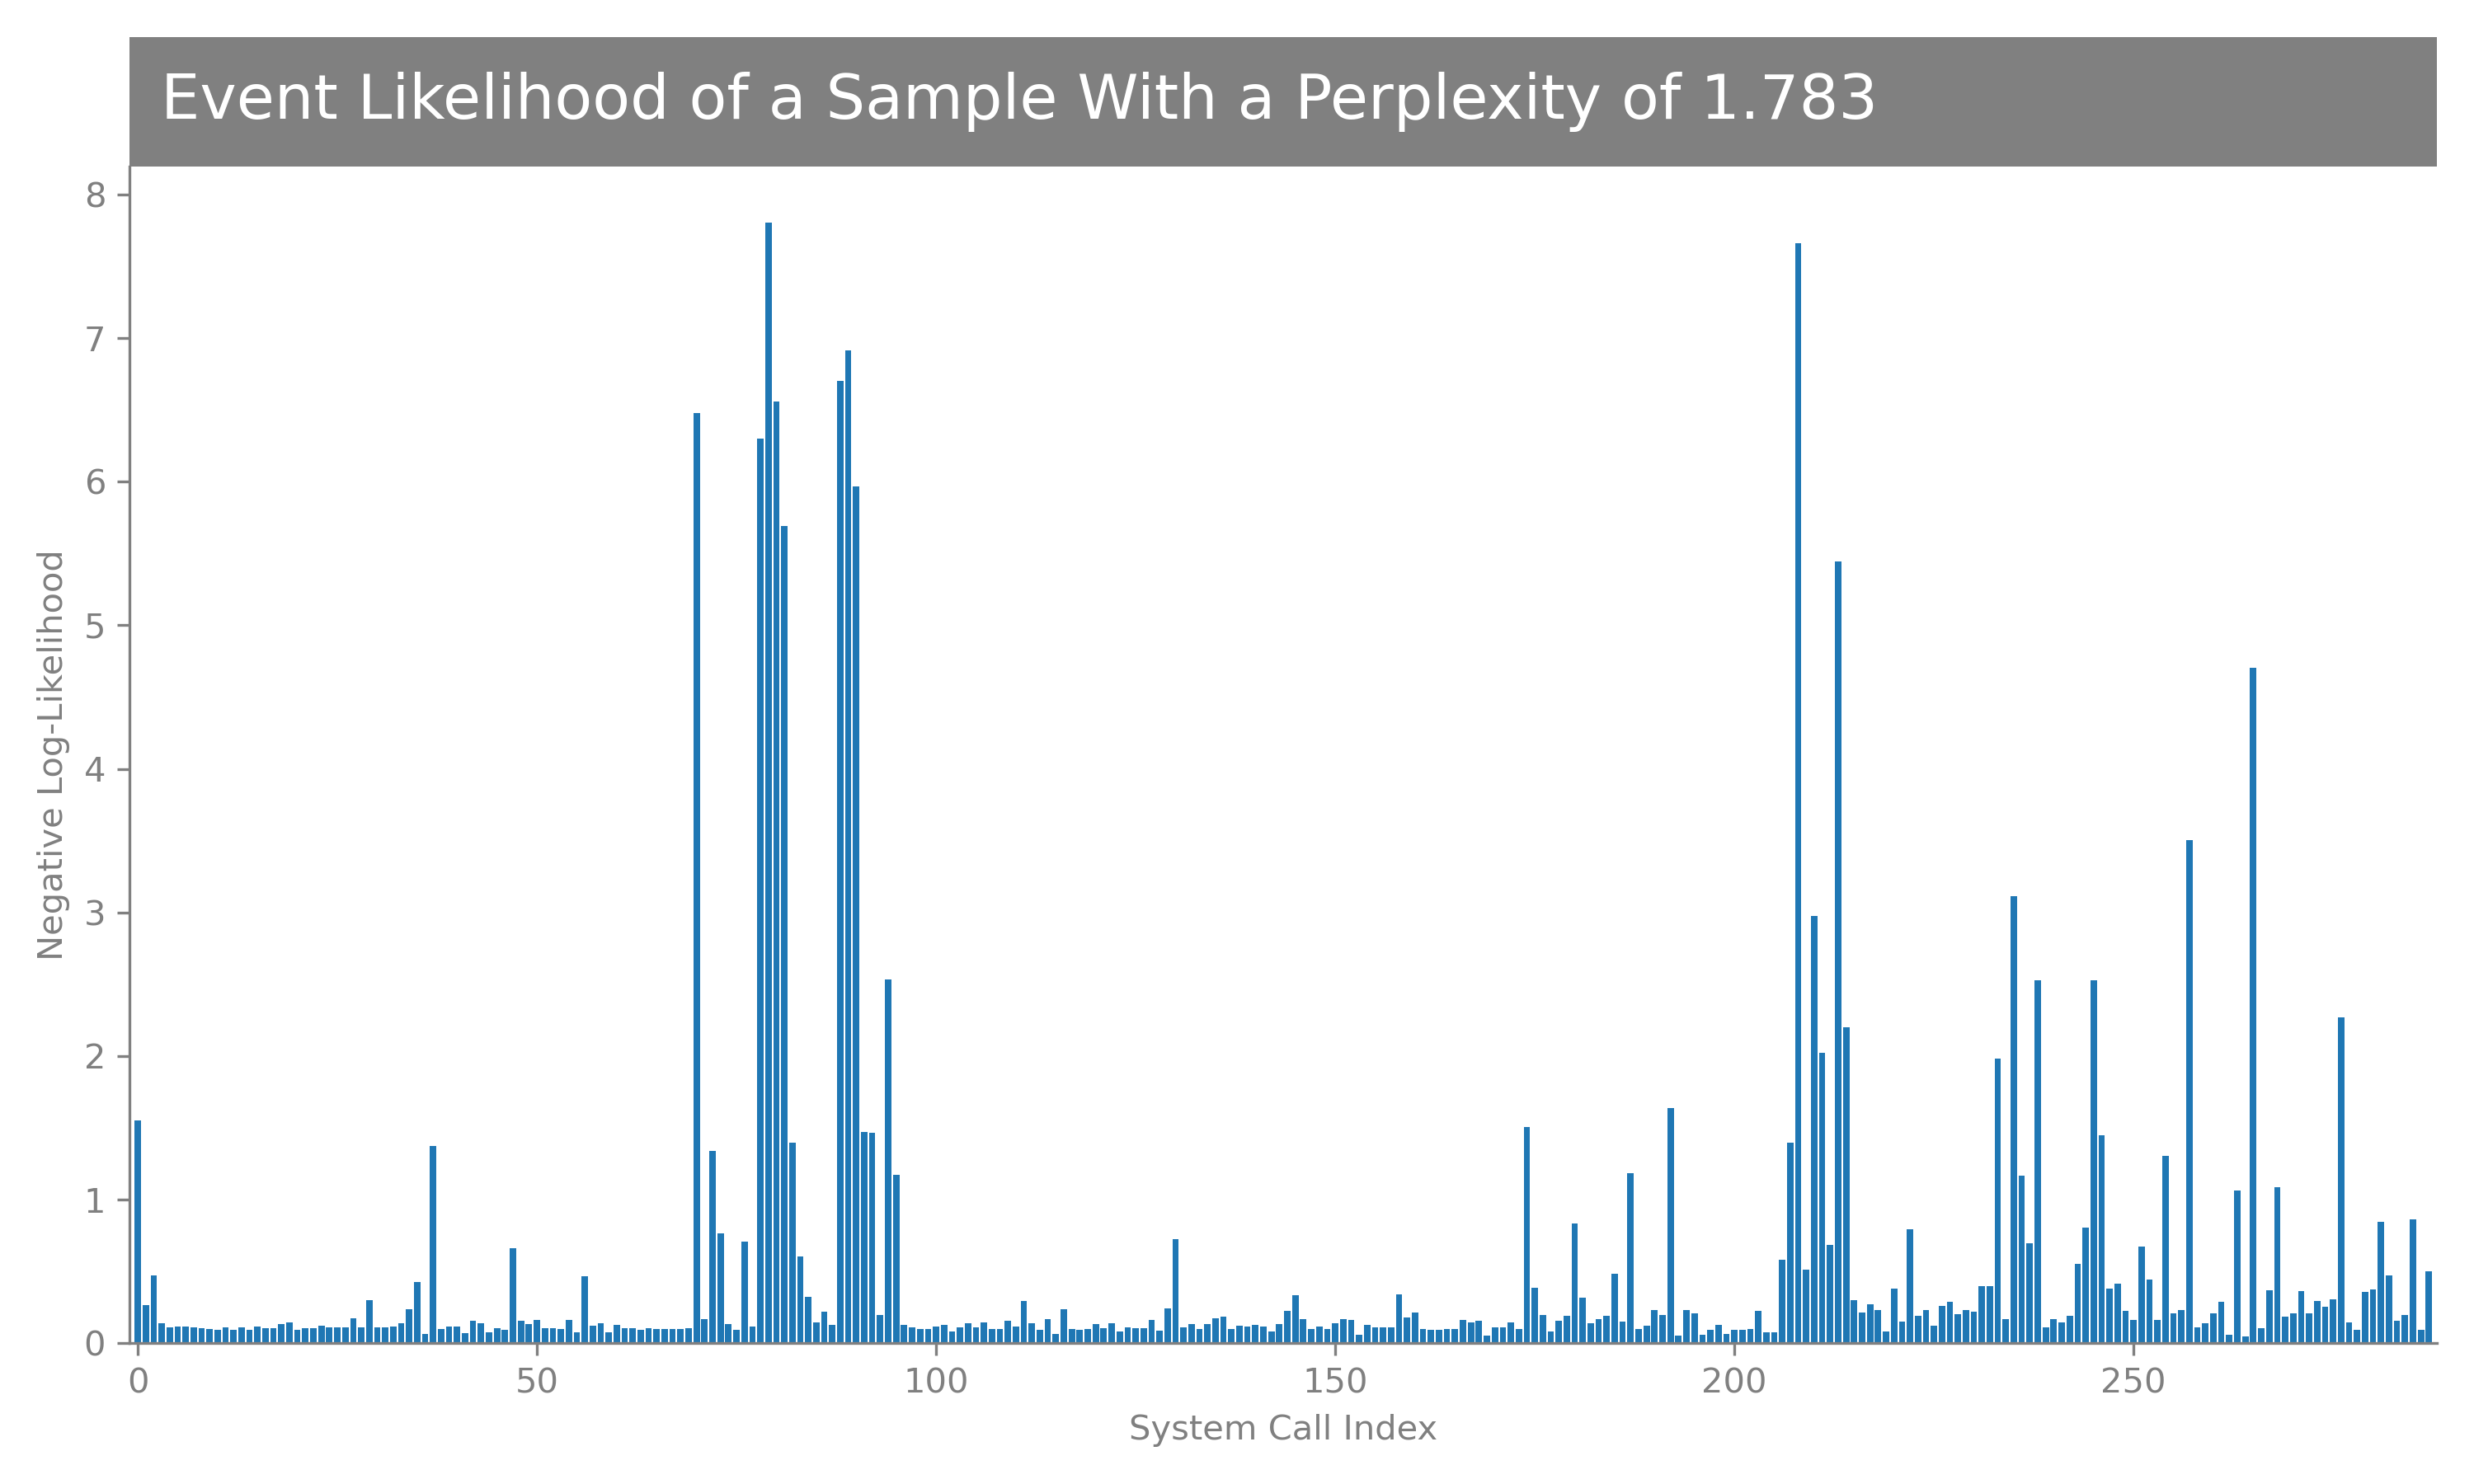 Event Likelihood of a Sample With a Perplexity of 1.783
8
7
6
5
4
3
2
1
0
Negative Log-Likelihood
0 50 100 150 200 250
System Call Index